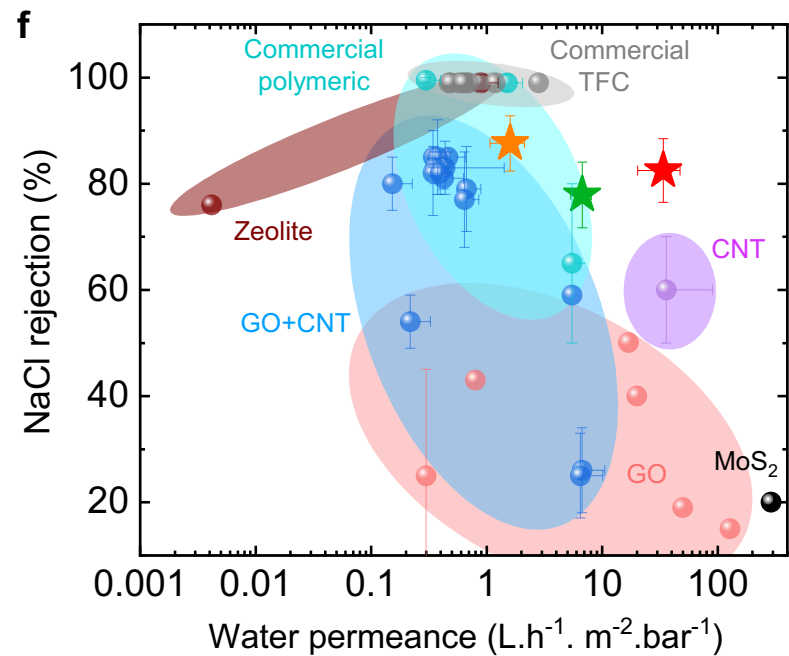 f
Commercial
polymeric
Commercial
TFC
Zeolite
GO+CNT
CNT
GO
MoS₂
NaCl rejection (%)
100
80
60
40
20
0.001 0.01 0.1 1 10 100
Water permeance (L.h⁻¹. m⁻².bar⁻¹)